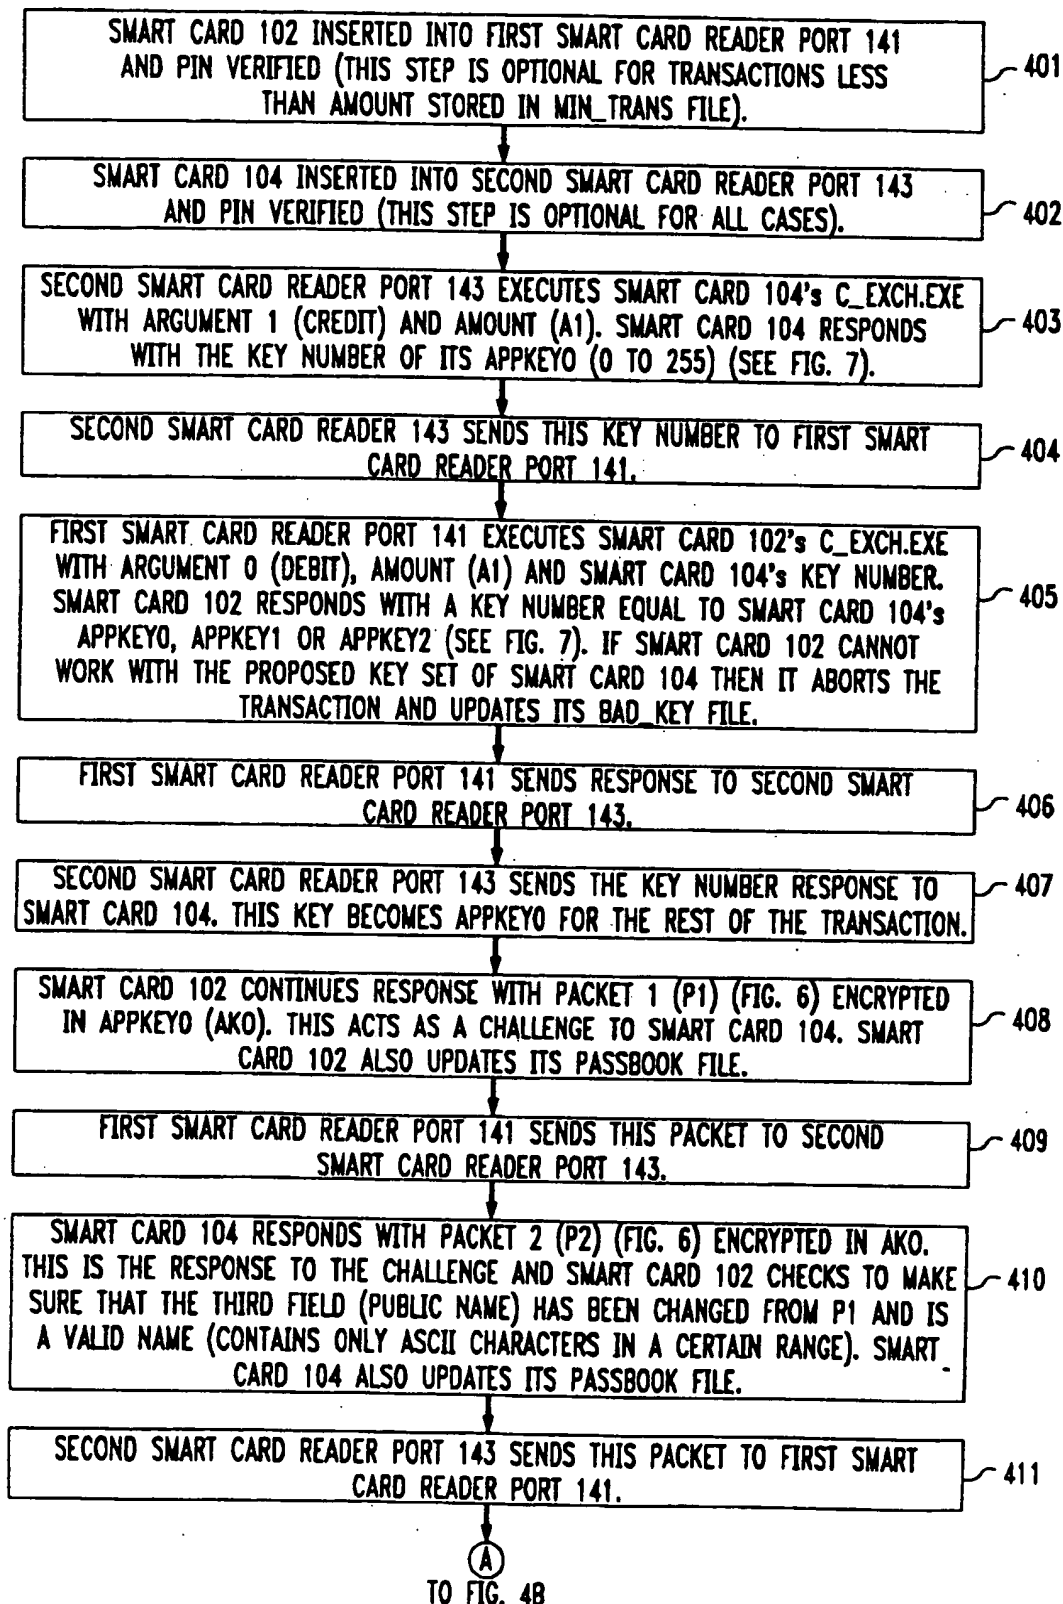 SMART CARD 102 INSERTED INTO FIRST SMART CARD READER PORT 141
AND PIN VERIFIED (THIS STEP IS OPTIONAL FOR TRANSACTIONS LESS
THAN AMOUNT STORED IN MIN_TRANS FILE).
401
SMART CARD 104 INSERTED INTO SECOND SMART CARD READER PORT 143
AND PIN VERIFIED (THIS STEP IS OPTIONAL FOR ALL CASES).
402
SECOND SMART CARD READER PORT 143 EXECUTES SMART CARD 104's C_EXCH.EXE
WITH ARGUMENT 1 (CREDIT) AND AMOUNT (A1). SMART CARD 104 RESPONDS
WITH THE KEY NUMBER OF ITS APPKEY0 (0 TO 255) (SEE FIG. 7).
403
SECOND SMART CARD READER 143 SENDS THIS KEY NUMBER TO FIRST SMART
CARD READER PORT 141.
404
FIRST SMART CARD READER PORT 141 EXECUTES SMART CARD 102's C_EXCH.EXE
WITH ARGUMENT 0 (DEBIT), AMOUNT (A1) AND SMART CARD 104's KEY NUMBER.
SMART CARD 102 RESPONDS WITH A KEY NUMBER EQUAL TO SMART CARD 104's
APPKEY0, APPKEY1 OR APPKEY2 (SEE FIG. 7). IF SMART CARD 102 CANNOT
WORK WITH THE PROPOSED KEY SET OF SMART CARD 104 THEN IT ABORTS THE
TRANSACTION AND UPDATES ITS BAD_KEY FILE.
405
FIRST SMART CARD READER PORT 141 SENDS RESPONSE TO SECOND SMART
CARD READER PORT 143.
406
SECOND SMART CARD READER PORT 143 SENDS THE KEY NUMBER RESPONSE TO
SMART CARD 104. THIS KEY BECOMES APPKEY0 FOR THE REST OF THE TRANSACTION.
407
SMART CARD 102 CONTINUES RESPONSE WITH PACKET 1 (P1) (FIG. 6) ENCRYPTED
IN APPKEY0 (AK0). THIS ACTS AS A CHALLENGE TO SMART CARD 104. SMART
CARD 102 ALSO UPDATES ITS PASSBOOK FILE.
408
FIRST SMART CARD READER PORT 141 SENDS THIS PACKET TO SECOND
SMART CARD READER PORT 143.
409
SMART CARD 104 RESPONDS WITH PACKET 2 (P2) (FIG. 6) ENCRYPTED IN AK0.
THIS IS THE RESPONSE TO THE CHALLENGE AND SMART CARD 102 CHECKS TO MAKE
SURE THAT THE THIRD FIELD (PUBLIC NAME) HAS BEEN CHANGED FROM P1 AND IS
A VALID NAME (CONTAINS ONLY ASCII CHARACTERS IN A CERTAIN RANGE). SMART
CARD 104 ALSO UPDATES ITS PASSBOOK FILE.
410
SECOND SMART CARD READER PORT 143 SENDS THIS PACKET TO FIRST SMART
CARD READER PORT 141.
411
A
TO FIG. 4B